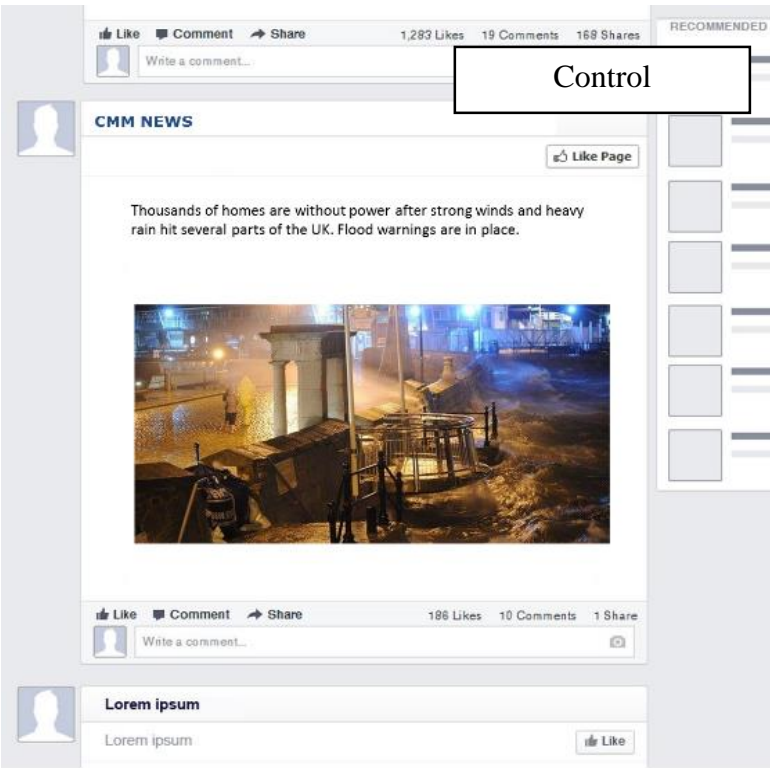 Like Comment Share 1,283 Likes 19 Comments 168 Shares
RECOMMENDED
Write a comment...
Control
CMM NEWS
Like Page
Thousands of homes are without power after strong winds and heavy
rain hit several parts of the UK. Flood warnings are in place.
Like Comment Share 186 Likes 10 Comments 1 Share
Write a comment...
Lorem ipsum
Lorem ipsum
Like